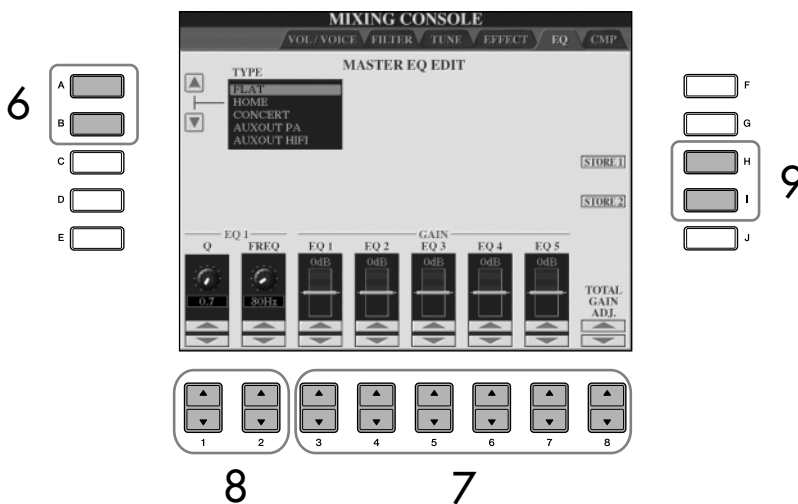 MIXING CONSOLE
VOL / VOICE FILTER TUNE EFFECT EQ CMP
MASTER EQ EDIT
TYPE
FLAT
HOME
CONCERT
AUXOUT PA
AUXOUT HIFI
6
A
B
C
D
E
F
G
H
I
J
9
STORE 1
STORE 2
EQ 1
Q FREQ
0.7 80Hz
GAIN
EQ 1 EQ 2 EQ 3 EQ 4 EQ 5
0dB 0dB 0dB 0dB 0dB
TOTAL
GAIN
ADJ.
1 2 3 4 5 6 7 8
8 7